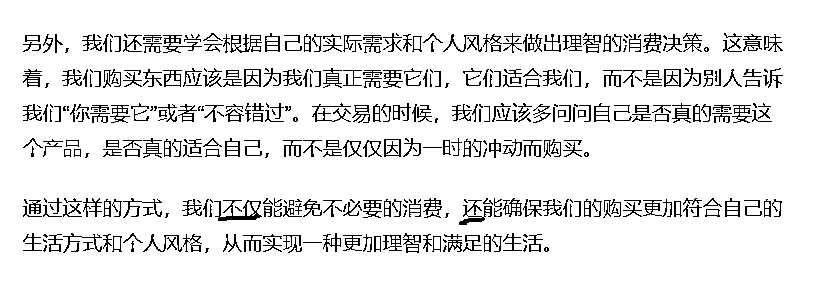 另外，我们还需要学会根据自己的实际需求和个人风格来做出理智的消费决策。这意味
着，我们购买东西应该是因为我们真正需要它们，它们适合我们，而不是因为别人告诉
我们“你需要它”或者“不容错过”。在交易的时候，我们应该多问问自己是否真的需要这
个产品，是否真的适合自己，而不是仅仅因为一时的冲动而购买。
通过这样的方式，我们不仅能避免不必要的消费，还能确保我们的购买更加符合自己的
生活方式和个人风格，从而实现一种更加理智和满足的生活。